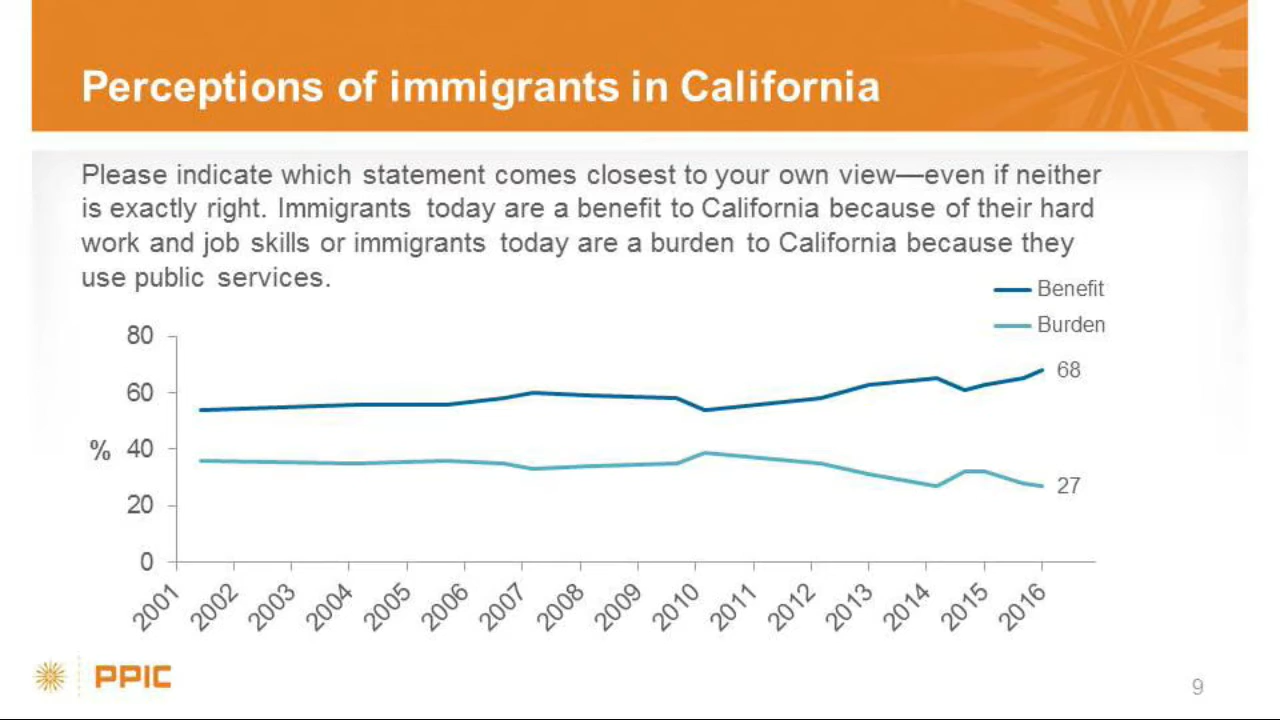 Perceptions of immigrants in California
Please indicate which statement comes closest to your own view—even if neither
is exactly right. Immigrants today are a benefit to California because of their hard
work and job skills or immigrants today are a burden to California because they
use public services.
Benefit
Burden
80
60
% 40
20
0
68
27
2001 2002 2003 2004 2005 2006 2007 2008 2009 2010 2011 2012 2013 2014 2015 2016
PPIC
9